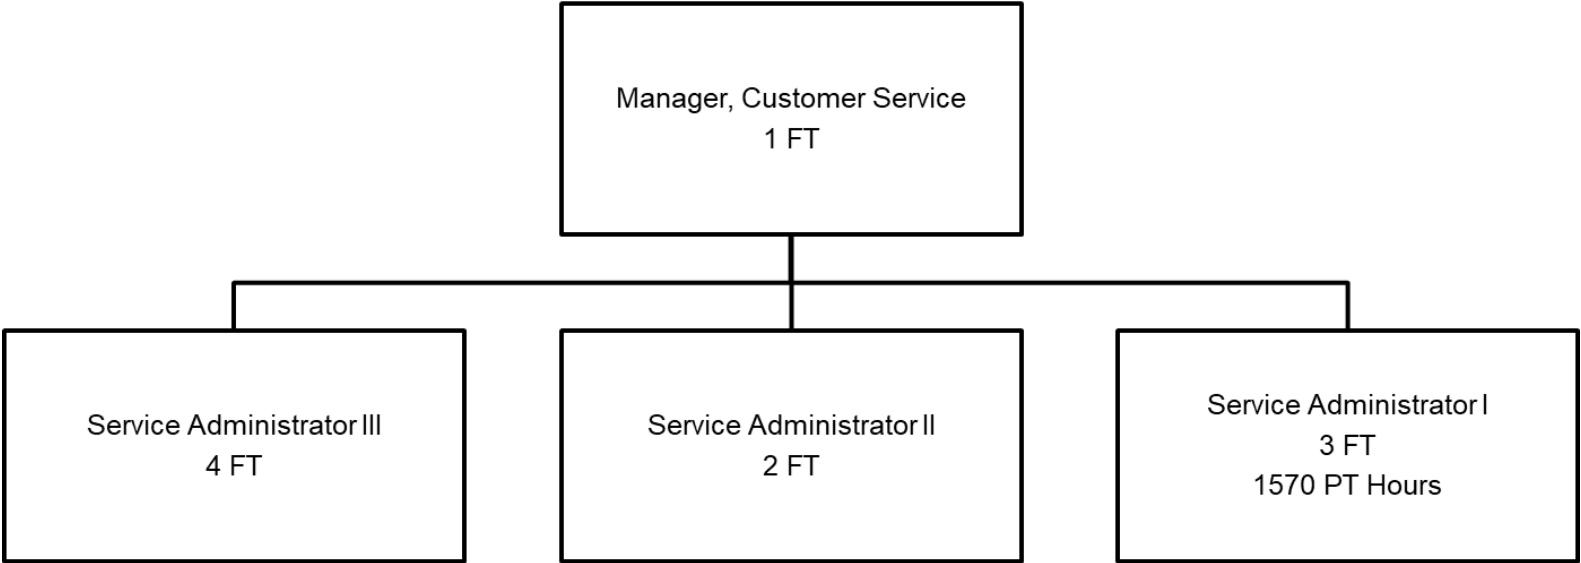 Manager, Customer Service
1 FT
Service Administrator III
4 FT
Service Administrator II
2 FT
Service Administrator I
3 FT
1570 PT Hours